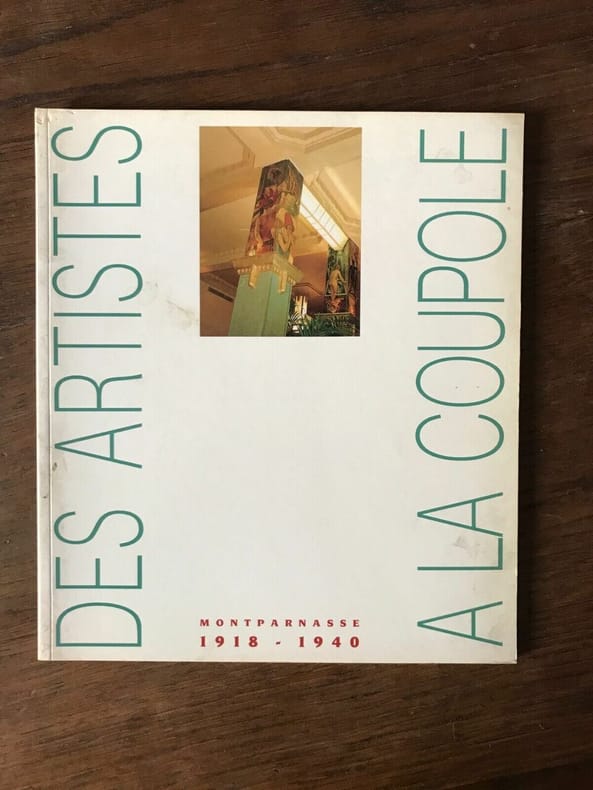 DES ARTISTES
A LA COUPOLE
MONTPARNASSE
1918 - 1940